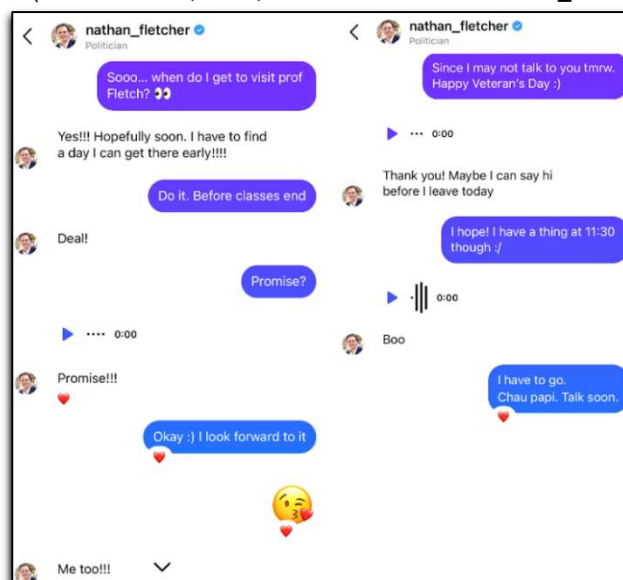 nathan_fletcher
Politician
Sooo... when do I get to visit prof
Fletch? 👀
Yes!!! Hopefully soon. I have to find
a day I can get there early!!!!
Do it. Before classes end
Deal!
Promise?
0:00
Promise!!!
Okay :) I look forward to it
Me too!!!
nathan_fletcher
Politician
Since I may not talk to you tmrw.
Happy Veteran's Day :)
0:00
Thank you! Maybe I can say hi
before I leave today
I hope! I have a thing at 11:30
though :/
0:00
Boo
I have to go.
Chau papi. Talk soon.